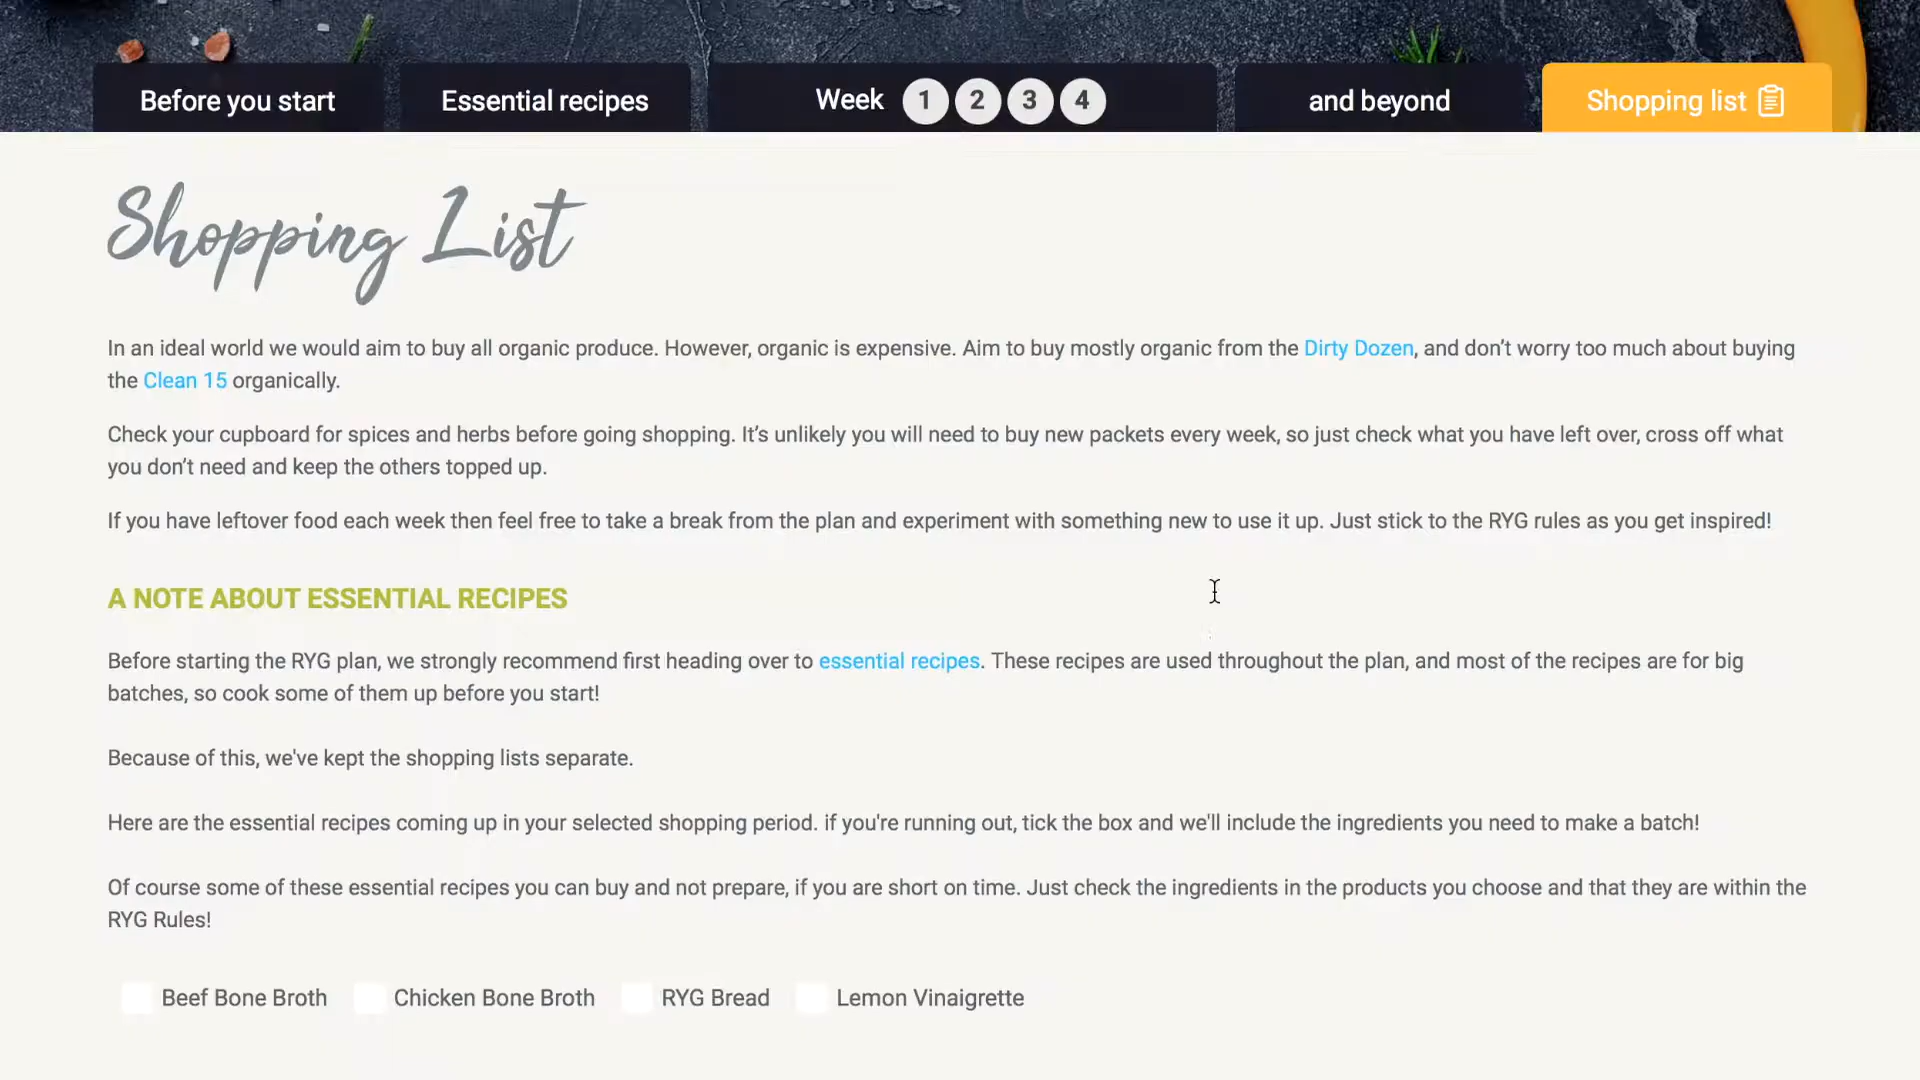 Before you start
Essential recipes
Week 1 2 3 4
and beyond
Shopping list
Shopping List
In an ideal world we would aim to buy all organic produce. However, organic is expensive. Aim to buy mostly organic from the Dirty Dozen, and don’t worry too much about buying
the Clean 15 organically.
Check your cupboard for spices and herbs before going shopping. It’s unlikely you will need to buy new packets every week, so just check what you have left over, cross off what
you don’t need and keep the others topped up.
If you have leftover food each week then feel free to take a break from the plan and experiment with something new to use it up. Just stick to the RYG rules as you get inspired!
A NOTE ABOUT ESSENTIAL RECIPES
Before starting the RYG plan, we strongly recommend first heading over to essential recipes. These recipes are used throughout the plan, and most of the recipes are for big
batches, so cook some of them up before you start!
Because of this, we've kept the shopping lists separate.
Here are the essential recipes coming up in your selected shopping period. if you're running out, tick the box and we'll include the ingredients you need to make a batch!
Of course some of these essential recipes you can buy and not prepare, if you are short on time. Just check the ingredients in the products you choose and that they are within the
RYG Rules!
Beef Bone Broth
Chicken Bone Broth
RYG Bread
Lemon Vinaigrette